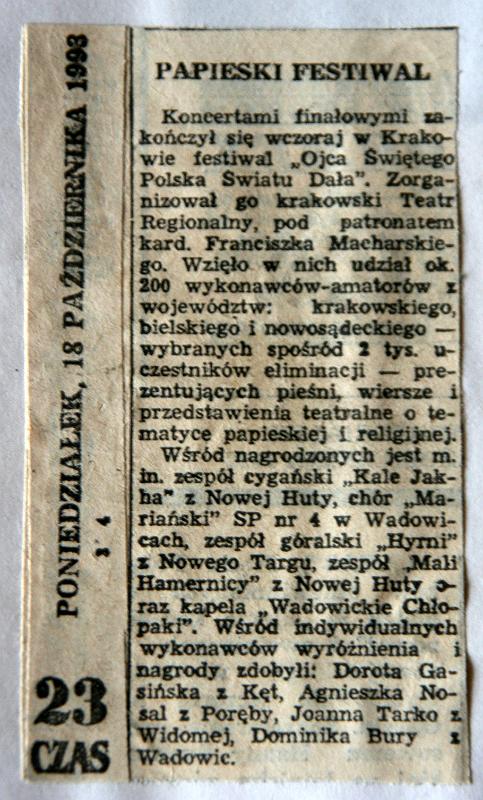 PONIEDZIAŁEK, 18 PAŹDZIERNIKA 1993
3 4
23
CZAS
PAPIESKI FESTIWAL
Koncertami finałowymi za-
kończył się wczoraj w Krako-
wie festiwal „Ojca Świętego
Polska Światu Dała”. Zorga-
nizował go krakowski Teatr
Regionalny, pod patronatem
kard. Franciszka Macharskie-
go. Wzięło w nich udział ok.
200 wykonawców-amatorów z
województw: krakowskiego,
bielskiego i nowosądeckiego —
wybranych spośród 2 tys. u-
czestników eliminacji — pre-
zentujących pieśni, wiersze i
przedstawienia teatralne o te-
matyce papieskiej i religijnej.
Wśród nagrodzonych jest m.
in. zespół cygański „Kale Jak-
ha” z Nowej Huty, chór „Ma-
riański” SP nr 4 w Wadowi-
cach, zespół góralski „Hyrni”
z Nowego Targu, zespół „Mali
Hamernicy” z Nowej Huty o-
raz kapela „Wadowickie Chło-
paki”. Wśród indywidualnych
wykonawców wyróżnienia i
nagrody zdobyli: Dorota Ga-
sińska z Kęt, Agnieszka No-
sal z Poręby, Joanna Tarko z
Widomej, Dominika Bury z
Wadowic.